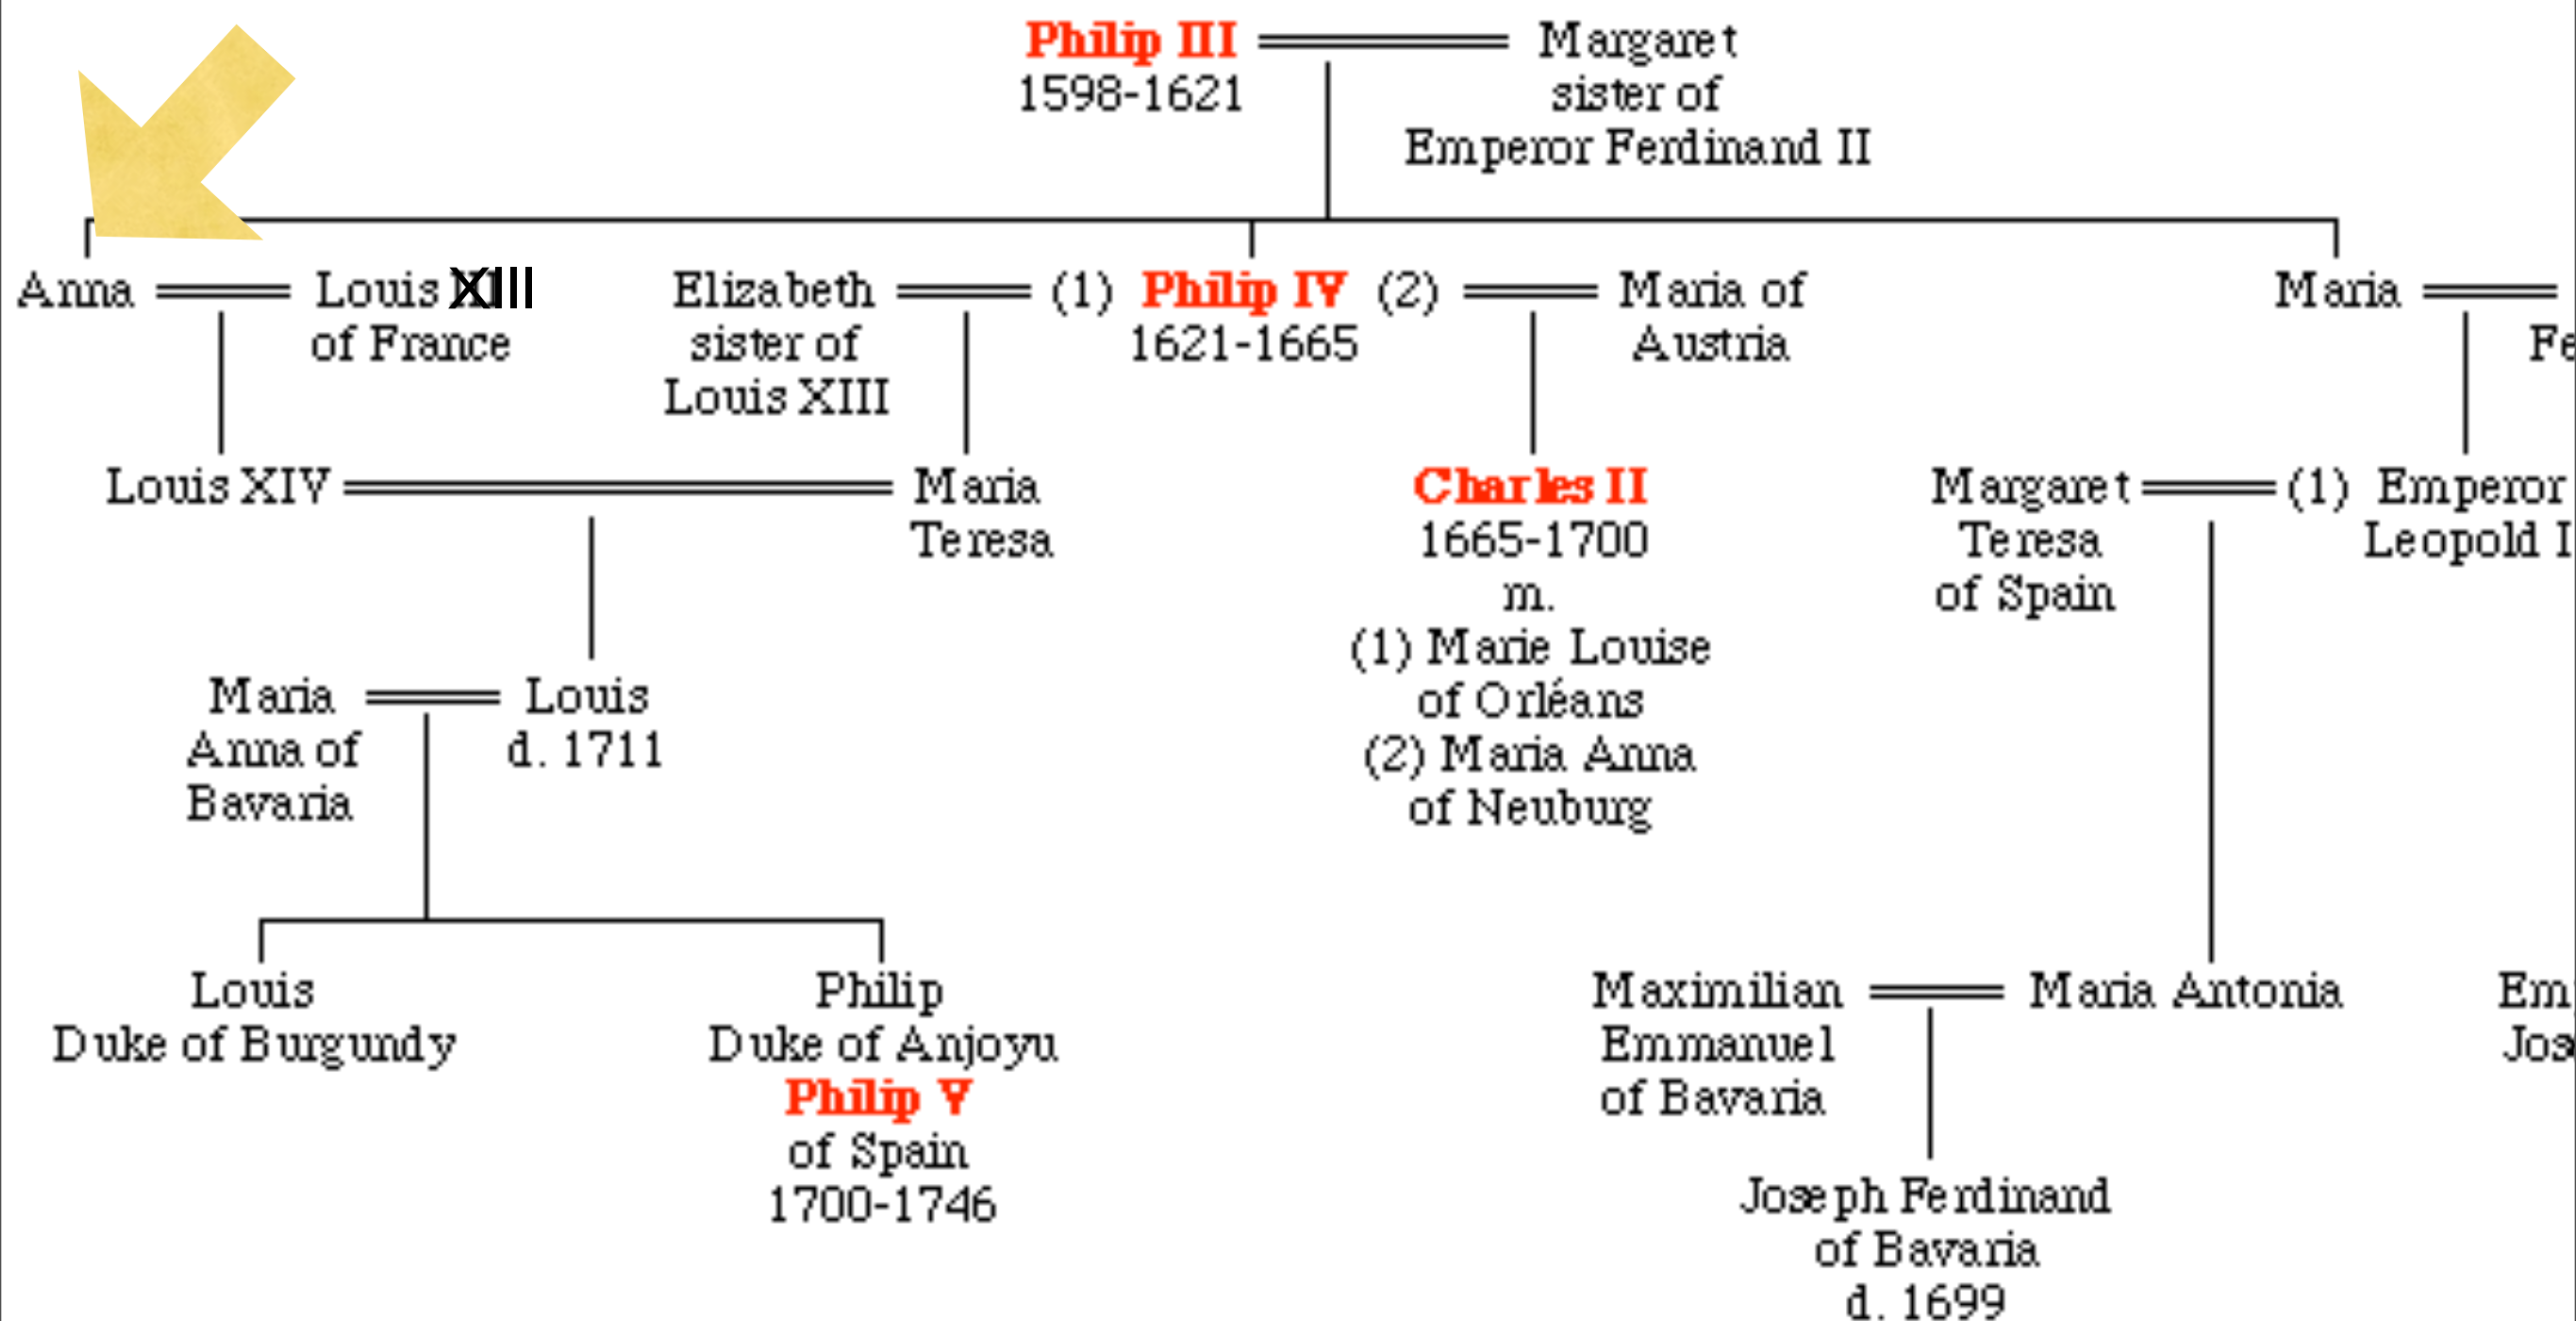 Philip III
1598-1621
Margaret
sister of
Emperor Ferdinand II
Anna
Louis XIII
of France
Elizabeth
sister of
Louis XIII
(1) Philip IV (2)
1621-1665
Maria of
Austria
Maria
Louis XIV
Maria
Teresa
Charles II
1665-1700
m.
(1) Marie Louise
of Orléans
(2) Maria Anna
of Neuburg
Margaret
Teresa
of Spain
(1) Emperor
Leopold I
Maria
Anna of
Bavaria
Louis
d. 1711
Louis
Duke of Burgundy
Philip
Duke of Anjoyu
Philip V
of Spain
1700-1746
Maximilian
Emmanuel
of Bavaria
Maria Antonia
Joseph Ferdinand
of Bavaria
d. 1699